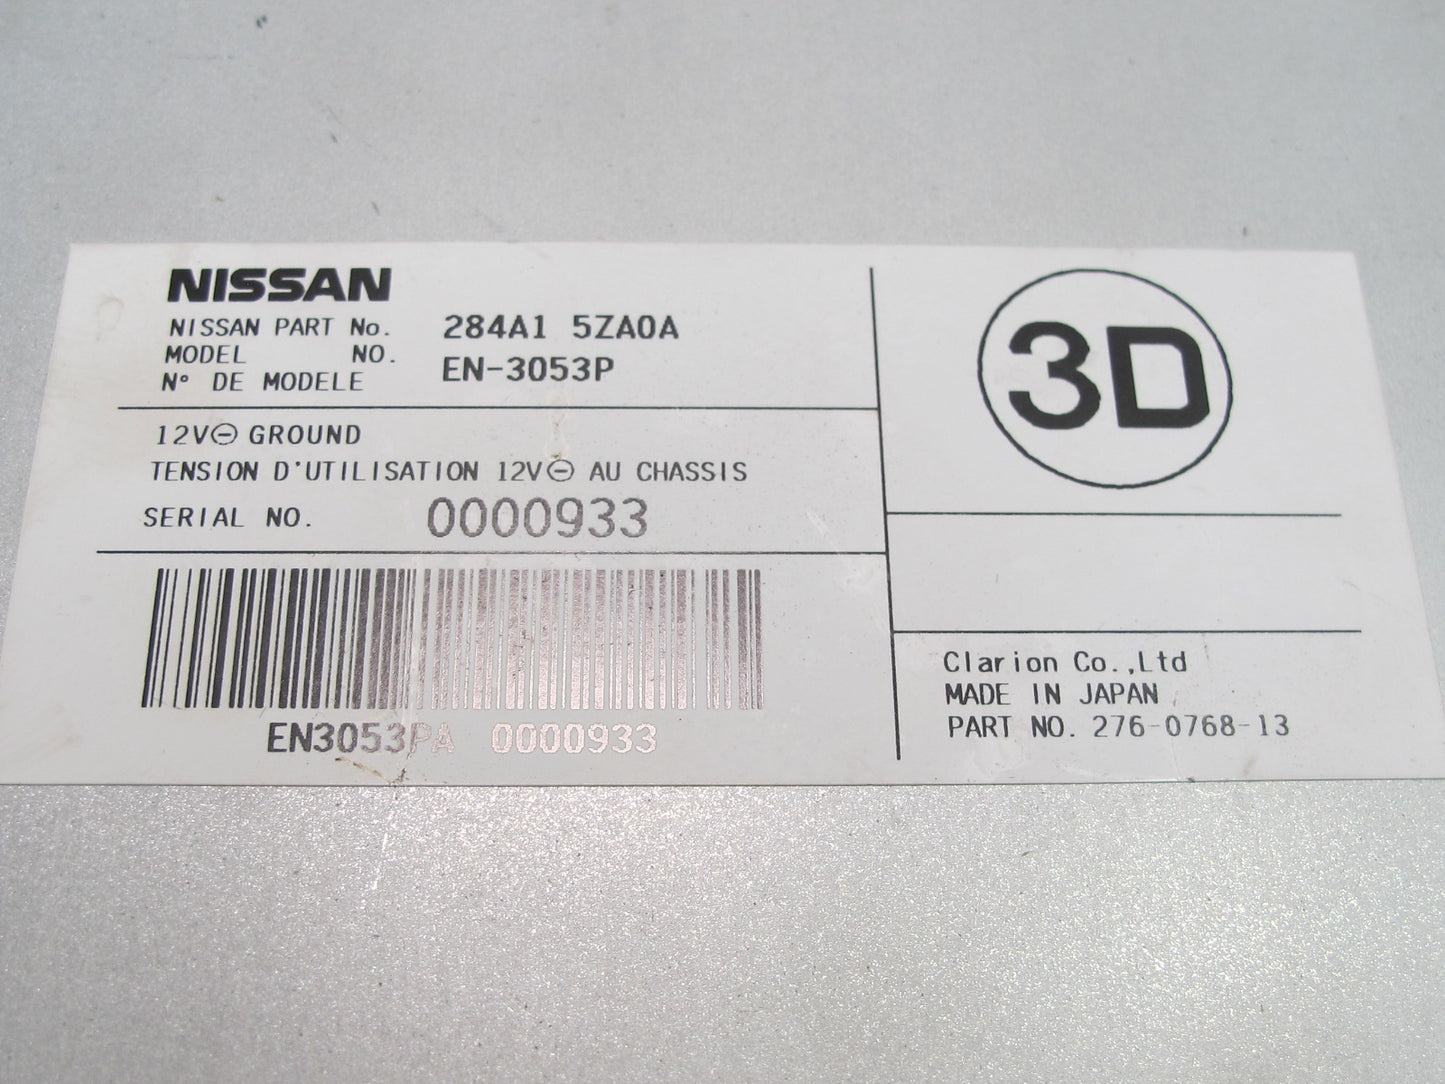 NISSAN
NISSAN PART No. 284A1 5ZA0A
MODEL NO. EN-3053P
N° DE MODELE
12V⊖ GROUND
TENSION D'UTILISATION 12V⊖ AU CHASSIS
SERIAL NO. 0000933
EN3053PA 0000933
3D
Clarion Co.,Ltd
MADE IN JAPAN
PART NO. 276-0768-13